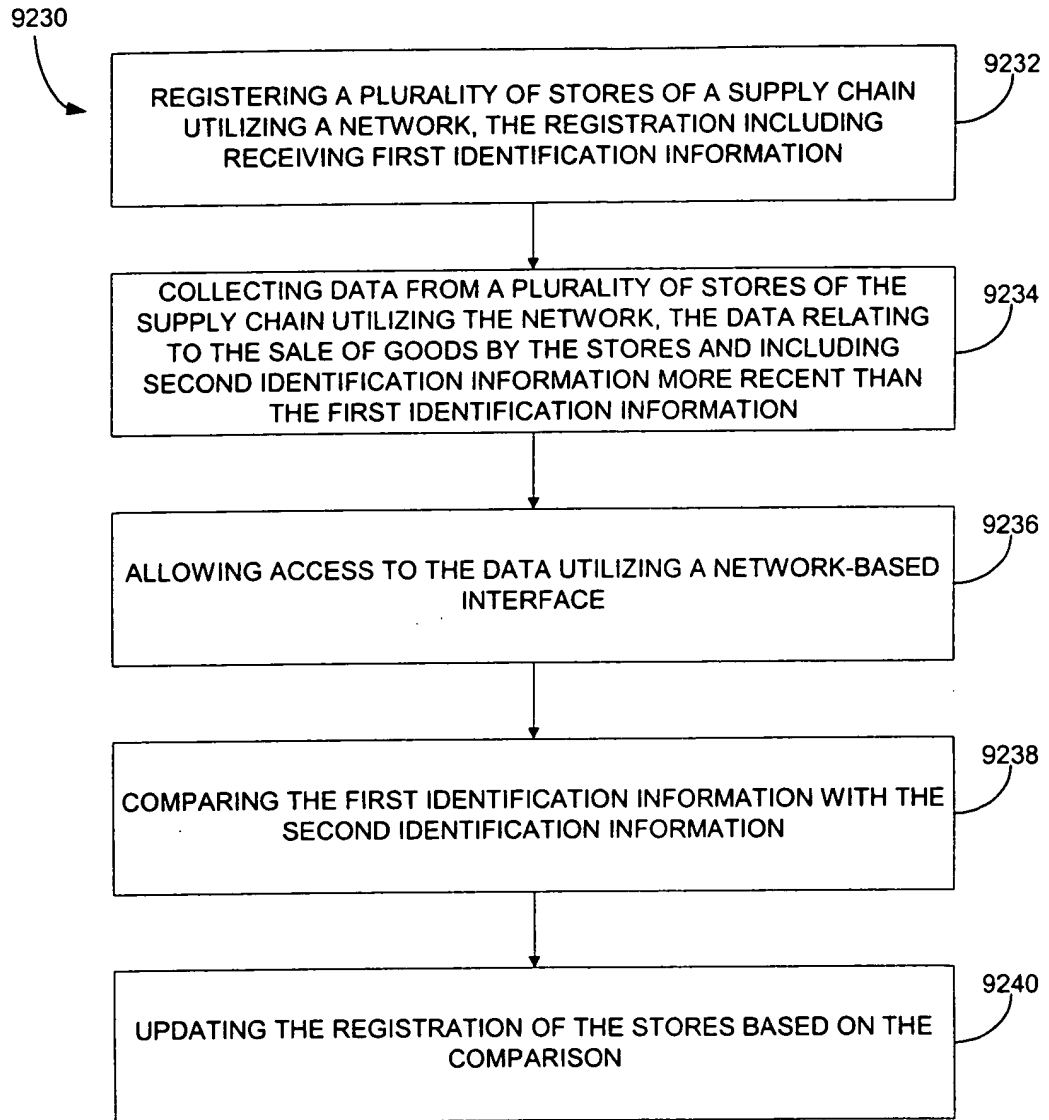 9230
9232
REGISTERING A PLURALITY OF STORES OF A SUPPLY CHAIN
UTILIZING A NETWORK, THE REGISTRATION INCLUDING
RECEIVING FIRST IDENTIFICATION INFORMATION
9234
COLLECTING DATA FROM A PLURALITY OF STORES OF THE
SUPPLY CHAIN UTILIZING THE NETWORK, THE DATA RELATING
TO THE SALE OF GOODS BY THE STORES AND INCLUDING
SECOND IDENTIFICATION INFORMATION MORE RECENT THAN
THE FIRST IDENTIFICATION INFORMATION
9236
ALLOWING ACCESS TO THE DATA UTILIZING A NETWORK-BASED
INTERFACE
9238
COMPARING THE FIRST IDENTIFICATION INFORMATION WITH THE
SECOND IDENTIFICATION INFORMATION
9240
UPDATING THE REGISTRATION OF THE STORES BASED ON THE
COMPARISON